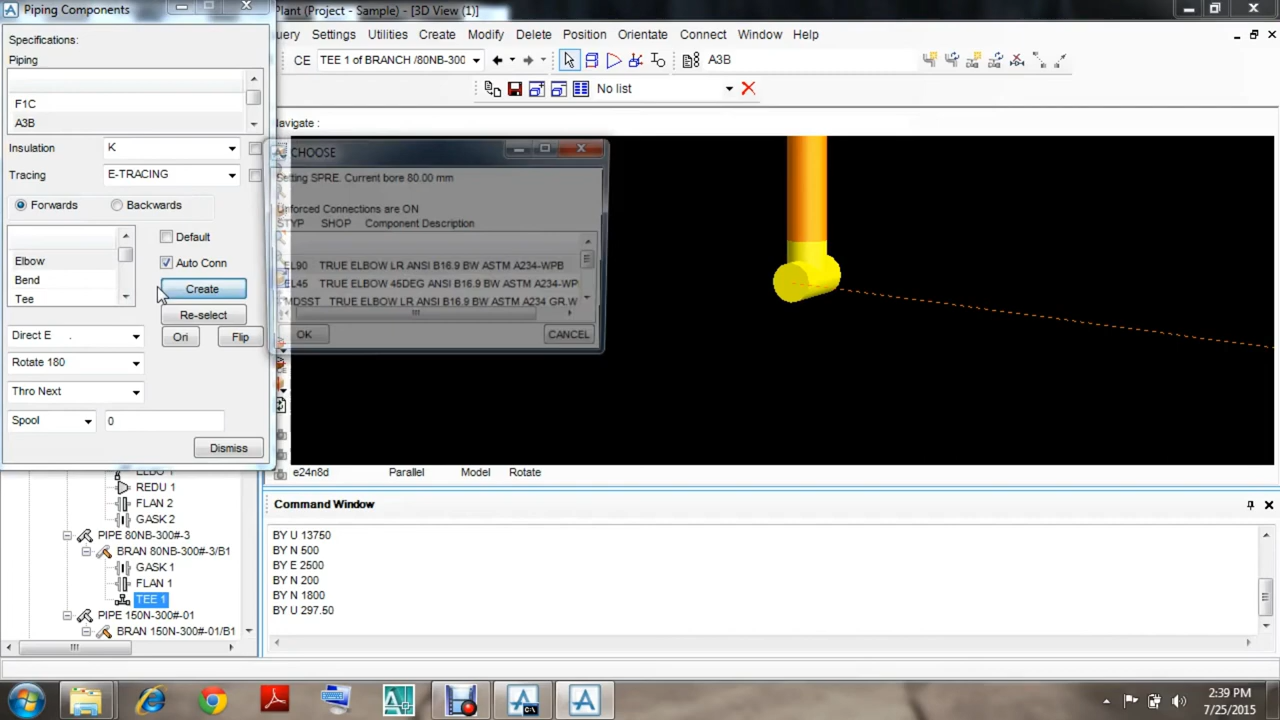 Piping Components
Plant (Project - Sample) - [3D View (1)]
Settings Utilities Create Modify Delete Position Orientate Connect Window Help
CE TEE 1 of BRANCH /80NB-300 A3B
No list
Navigate :
Specifications:
Piping
F1C
A3B
Insulation K
Tracing E-TRACING
Forwards Backwards
Default
Elbow
Auto Conn
Bend
Create
Tee
Re-select
Direct E .
Ori Flip
Rotate 180
Thro Next
Spool 0
Dismiss
CHOOSE
Setting SPRE. Current bore 80.00 mm
Unforced Connections are ON
STYP SHOP Component Description
EL90 TRUE ELBOW LR ANSI B16.9 BW ASTM A234-WPB
EL45 TRUE ELBOW 45DEG ANSI B16.9 BW ASTM A234-WP
MDSST TRUE ELBOW LR ANSI B16.9 BW ASTM A234 GR.W
OK CANCEL
e24n8d Parallel Model Rotate
ELBO 1
REDU 1
FLAN 2
GASK 2
PIPE 80NB-300#-3
BRAN 80NB-300#-3/B1
GASK 1
FLAN 1
TEE 1
PIPE 150N-300#-01
BRAN 150N-300#-01/B1
Command Window
BY U 13750
BY N 500
BY E 2500
BY N 200
BY N 1800
BY U 297.50
2:39 PM
7/25/2015